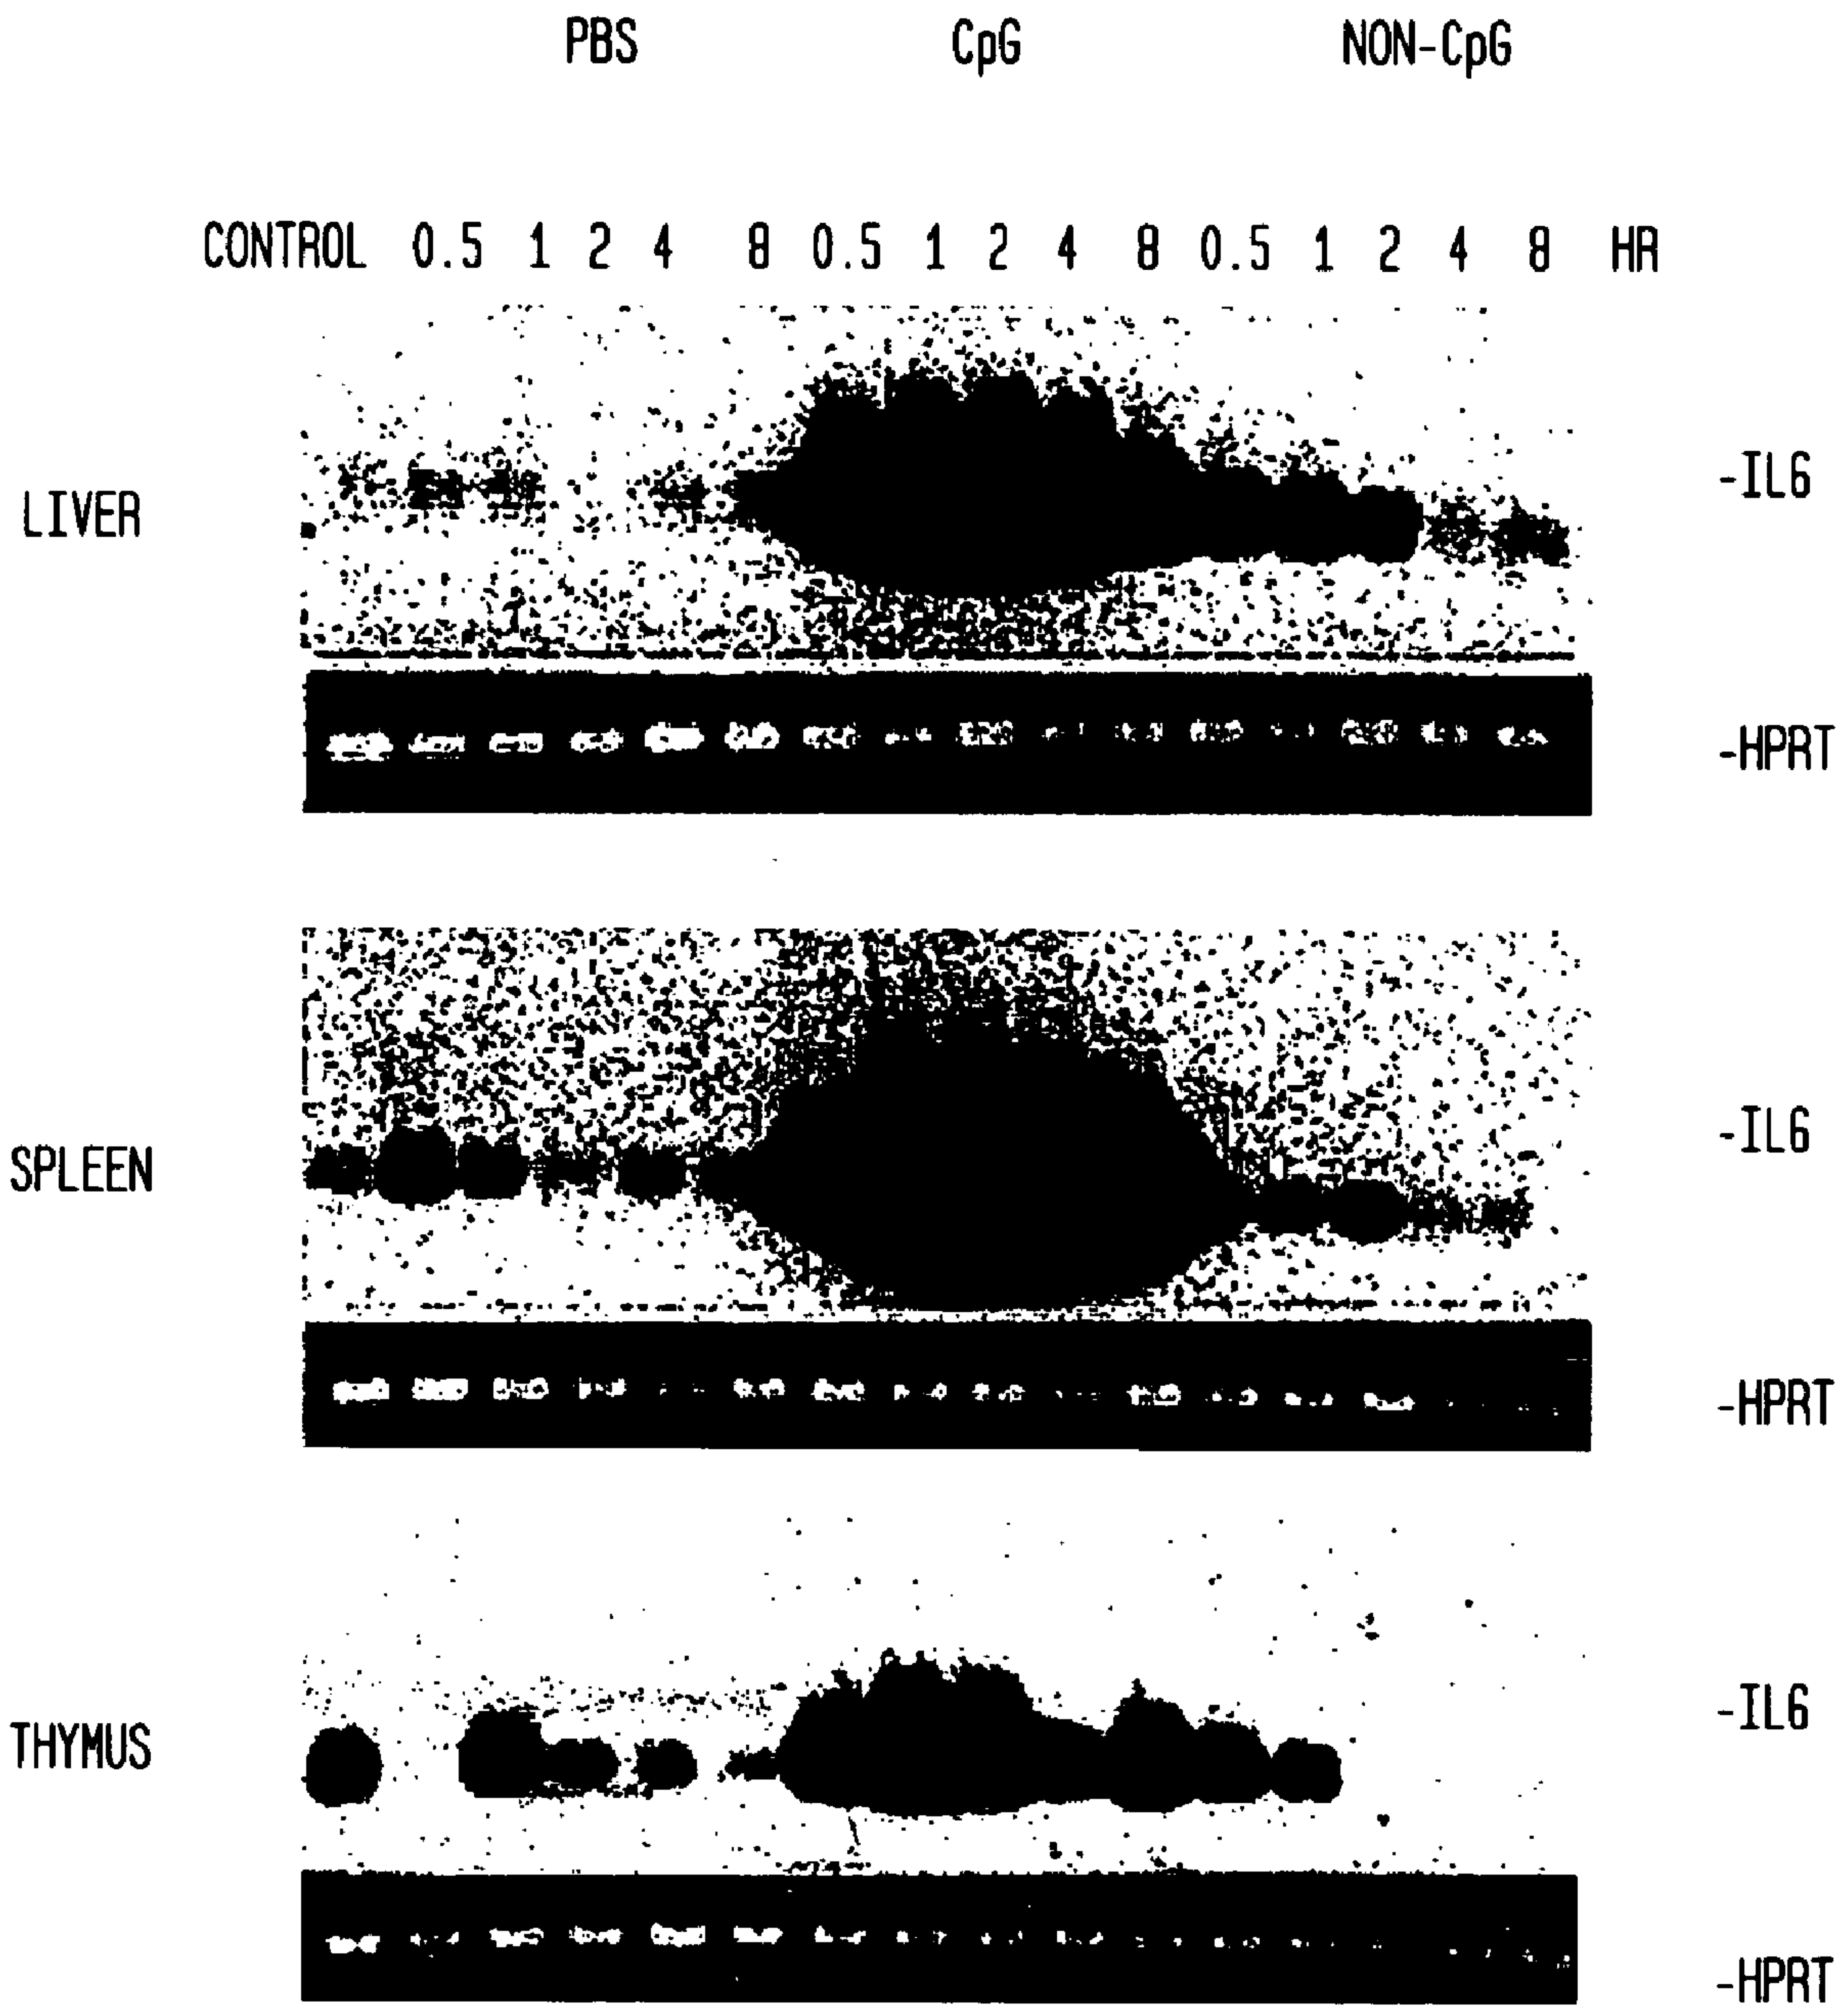 PBS CpG NON-CpG
CONTROL 0.5 1 2 4 8 0.5 1 2 4 8 0.5 1 2 4 8 HR
-IL6
LIVER
-HPRT
-IL6
SPLEEN
-HPRT
-IL6
THYMUS
-HPRT